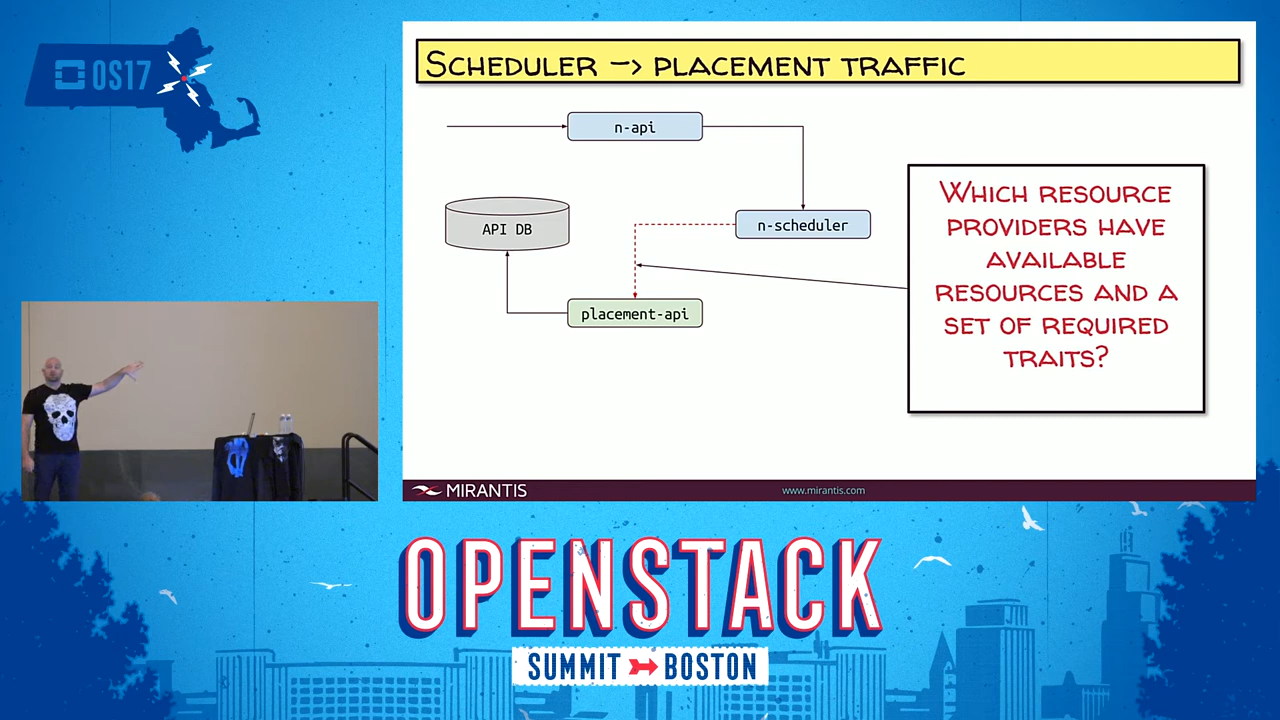 OS17
SCHEDULER -> PLACEMENT TRAFFIC
n-api
n-scheduler
API DB
placement-api
WHICH RESOURCE
PROVIDERS HAVE
AVAILABLE
RESOURCES AND A
SET OF REQUIRED
TRAITS?
MIRANTIS
www.mirantis.com
OPENSTACK
SUMMIT BOSTON